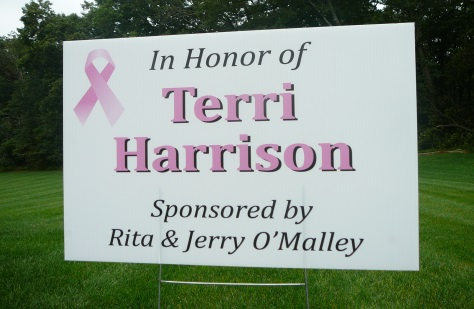 In Honor of
Terri
Harrison
Sponsored by
Rita & Jerry O'Malley